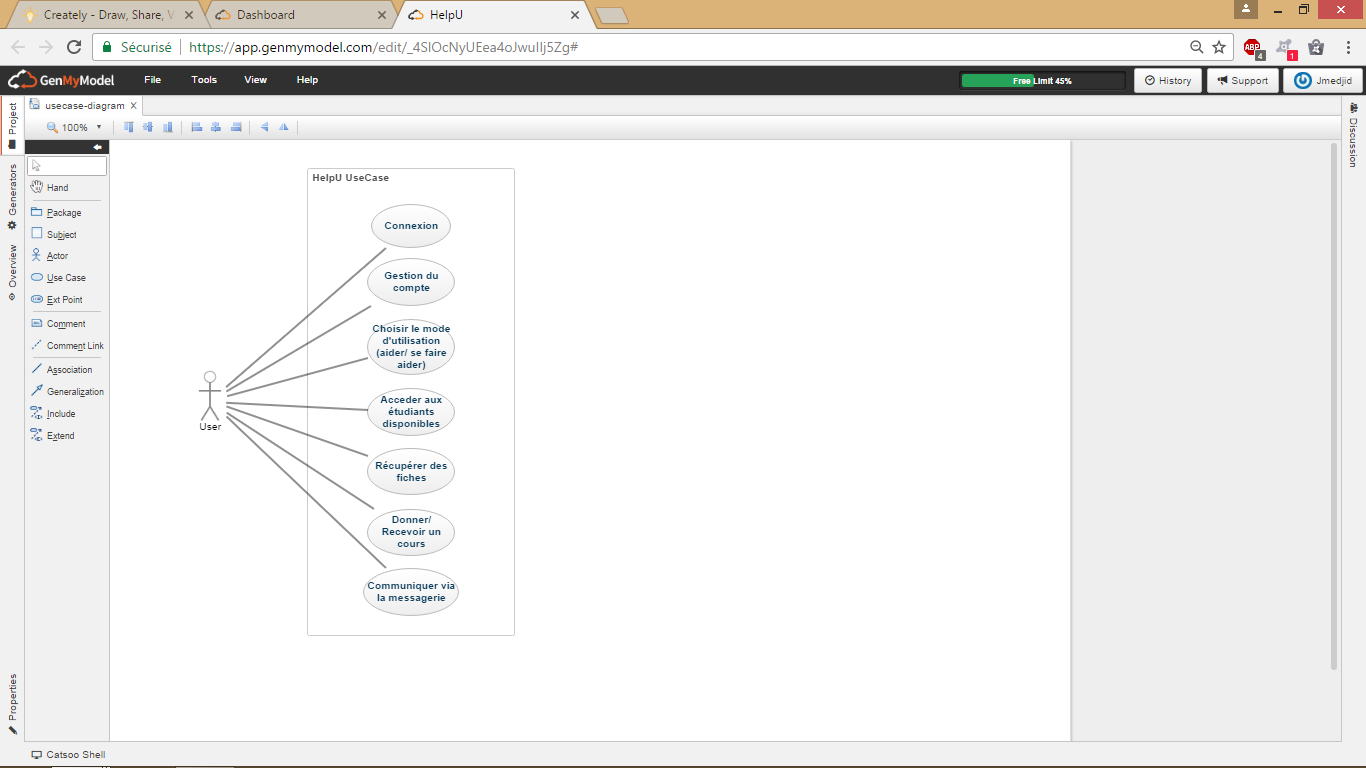 Creately - Draw, Share, V
Dashboard
HelpU
Sécurisé
https://app.genmymodel.com/edit/_4SlOcNyUEea4oJwuIlj5Zg#
ABP
4
1
GenMyModel
File
Tools
View
Help
Free Limit 45%
History
Support
Jmedjid
Project
Generators
Overview
Properties
usecase-diagram X
100%
Hand
Package
Subject
Actor
Use Case
Ext Point
Comment
Comment Link
Association
Generalization
Include
Extend
User
HelpU UseCase
Connexion
Gestion du
compte
Choisir le mode
d'utilisation
(aider/ se faire
aider)
Acceder aux
étudiants
disponibles
Récupérer des
fiches
Donner/
Recevoir un
cours
Communiquer via
la messagerie
Discussion
Catsoo Shell